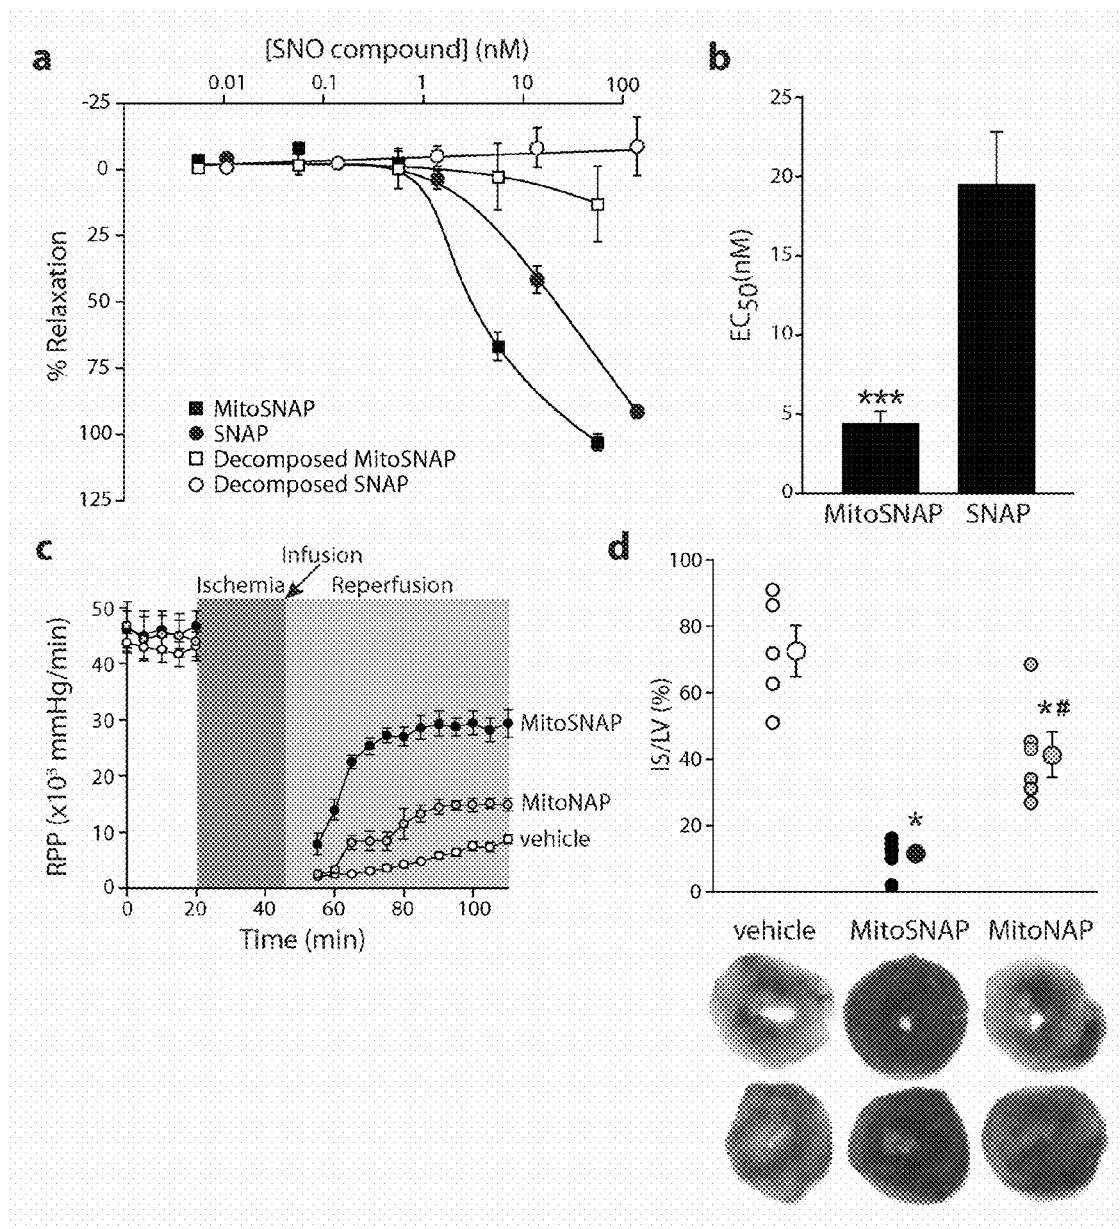 a
[SNO compound] (nM)
0.01 0.1 1 10 100
-25
0
25
50
75
100
125
% Relaxation
MitoSNAP
SNAP
Decomposed MitoSNAP
Decomposed SNAP
b
25
20
15
10
5
0
EC50(nM)
***
MitoSNAP SNAP
c
Infusion
Ischemia Reperfusion
50
40
30
20
10
0
RPP (x10³ mmHg/min)
MitoSNAP
MitoNAP
vehicle
0 20 40 60 80 100
Time (min)
d
100
80
60
40
20
0
IS/LV (%)
*
*#
vehicle MitoSNAP MitoNAP